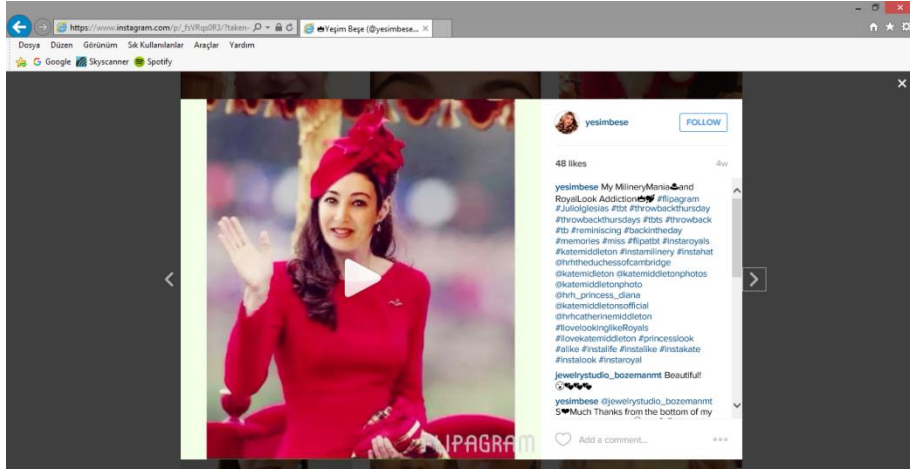 https://www.instagram.com/p/_fsVRqs0R3/?taken-
Yeşim Beşe (@yesimbese...
Dosya Düzen Görünüm Sık Kullanılanlar Araçlar Yardım
Google Skyscanner Spotify
yesimbese FOLLOW
48 likes 4w
yesimbese My MilineryMania and
RoyalLook Addiction #flipagram
#JulioIglesias #tbt #throwbackthursday
#throwbackthursdays #tbts #throwback
#tb #reminiscing #backintheday
#memories #miss #flipatbt #instaroyals
#katemiddleton #instamilinery #instahat
@hrhtheduchessofcambridge
@katemidleton @katemiddletonphotos
@katemiddletonphoto
@hrh_princess_diana
@katemiddletonsofficial
@hrhcatherinemiddleton
#IlovelookinglikeRoyals
#ilovekatemiddleton #princesslook
#alike #instalife #instalike #instakate
#instalook #instaroyal
jewelrystudio_bozemanmt Beautiful!
yesimbese @jewelrystudio_bozemanmt
S❤Much Thanks from the bottom of my
Add a comment...
FLIPAGRAM